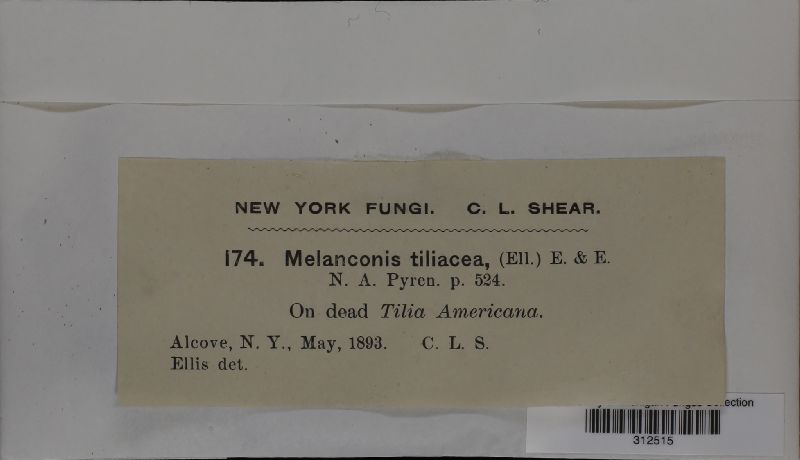 NEW YORK FUNGI. C. L. SHEAR.
174. Melanconis tiliacea, (Ell.) E. & E.
N. A. Pyren. p. 524.
On dead Tilia Americana.
Alcove, N. Y., May, 1893. C. L. S.
Ellis det.
312515